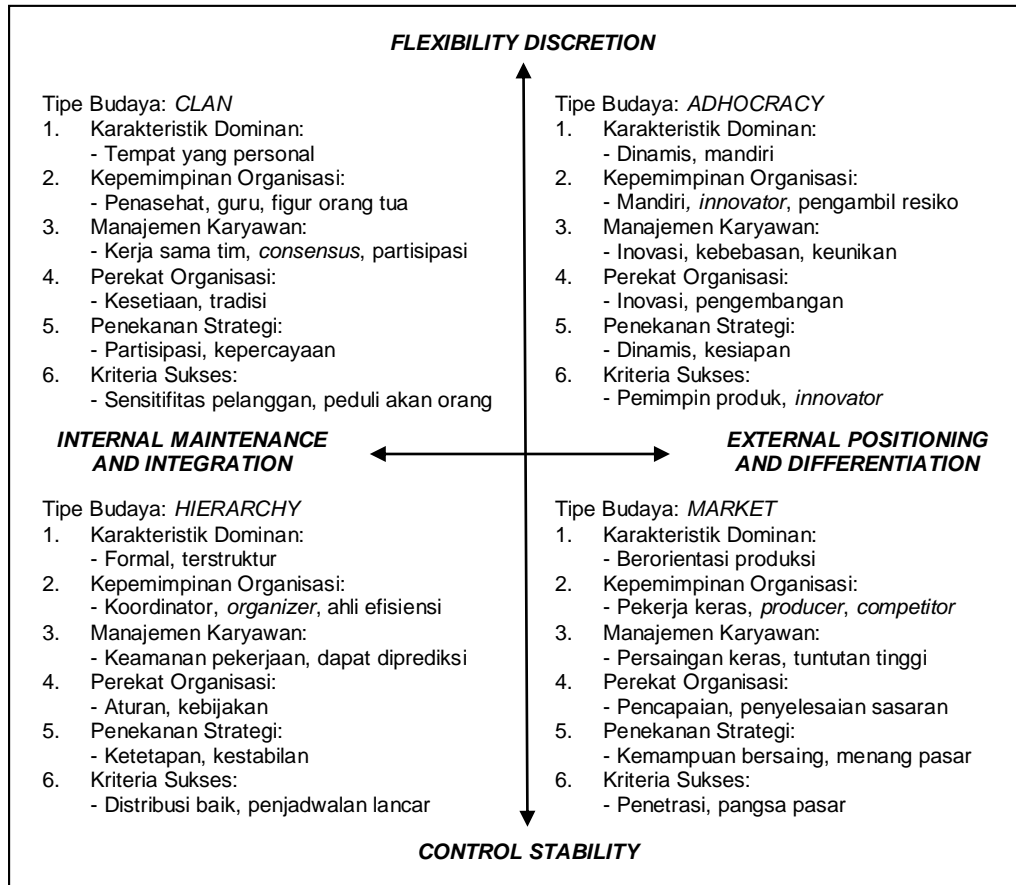 FLEXIBILITY DISCRETION
Tipe Budaya: CLAN
1. Karakteristik Dominan:
- Tempat yang personal
2. Kepemimpinan Organisasi:
- Penasehat, guru, figur orang tua
3. Manajemen Karyawan:
- Kerja sama tim, consensus, partisipasi
4. Perekat Organisasi:
- Kesetiaan, tradisi
5. Penekanan Strategi:
- Partisipasi, kepercayaan
6. Kriteria Sukses:
- Sensitifitas pelanggan, peduli akan orang
Tipe Budaya: ADHOCRACY
1. Karakteristik Dominan:
- Dinamis, mandiri
2. Kepemimpinan Organisasi:
- Mandiri, innovator, pengambil resiko
3. Manajemen Karyawan:
- Inovasi, kebebasan, keunikan
4. Perekat Organisasi:
- Inovasi, pengembangan
5. Penekanan Strategi:
- Dinamis, kesiapan
6. Kriteria Sukses:
- Pemimpin produk, innovator
INTERNAL MAINTENANCE
AND INTEGRATION
EXTERNAL POSITIONING
AND DIFFERENTIATION
Tipe Budaya: HIERARCHY
1. Karakteristik Dominan:
- Formal, terstruktur
2. Kepemimpinan Organisasi:
- Koordinator, organizer, ahli efisiensi
3. Manajemen Karyawan:
- Keamanan pekerjaan, dapat diprediksi
4. Perekat Organisasi:
- Aturan, kebijakan
5. Penekanan Strategi:
- Ketetapan, kestabilan
6. Kriteria Sukses:
- Distribusi baik, penjadwalan lancar
Tipe Budaya: MARKET
1. Karakteristik Dominan:
- Berorientasi produksi
2. Kepemimpinan Organisasi:
- Pekerja keras, producer, competitor
3. Manajemen Karyawan:
- Persaingan keras, tuntutan tinggi
4. Perekat Organisasi:
- Pencapaian, penyelesaian sasaran
5. Penekanan Strategi:
- Kemampuan bersaing, menang pasar
6. Kriteria Sukses:
- Penetrasi, pangsa pasar
CONTROL STABILITY